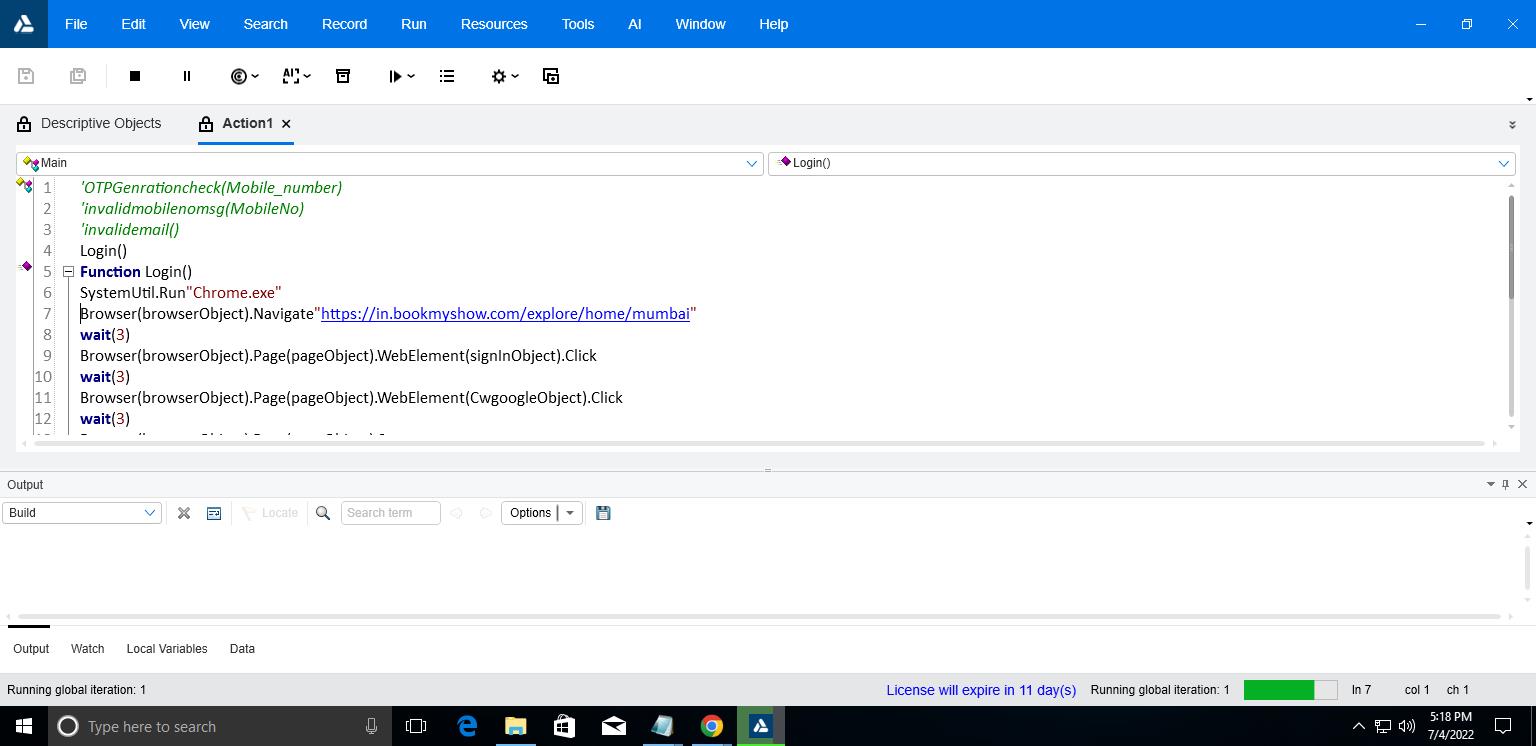 File Edit View Search Record Run Resources Tools AI Window Help
Descriptive Objects Action1
Main Login()
1 'OTPGenrationcheck(Mobile_number)
2 'invalidmobilenomsg(MobileNo)
3 'invalidemail()
4 Login()
5 Function Login()
6 SystemUtil.Run"Chrome.exe"
7 Browser(browserObject).Navigate"https://in.bookmyshow.com/explore/home/mumbai"
8 wait(3)
9 Browser(browserObject).Page(pageObject).WebElement(signInObject).Click
10 wait(3)
11 Browser(browserObject).Page(pageObject).WebElement(CwgoogleObject).Click
12 wait(3)
Output
Build Locate Search term Options
Output Watch Local Variables Data
Running global iteration: 1 License will expire in 11 day(s) Running global iteration: 1 ln 7 col 1 ch 1
Type here to search 5:18 PM
7/4/2022